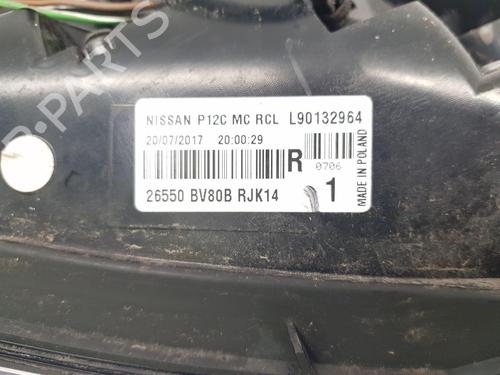 B-PARTS
NISSAN P12C MC RCL L90132964
20/07/2017 20:00:29
R
0706
26550 BV80B RJK14
1
MADE IN POLAND